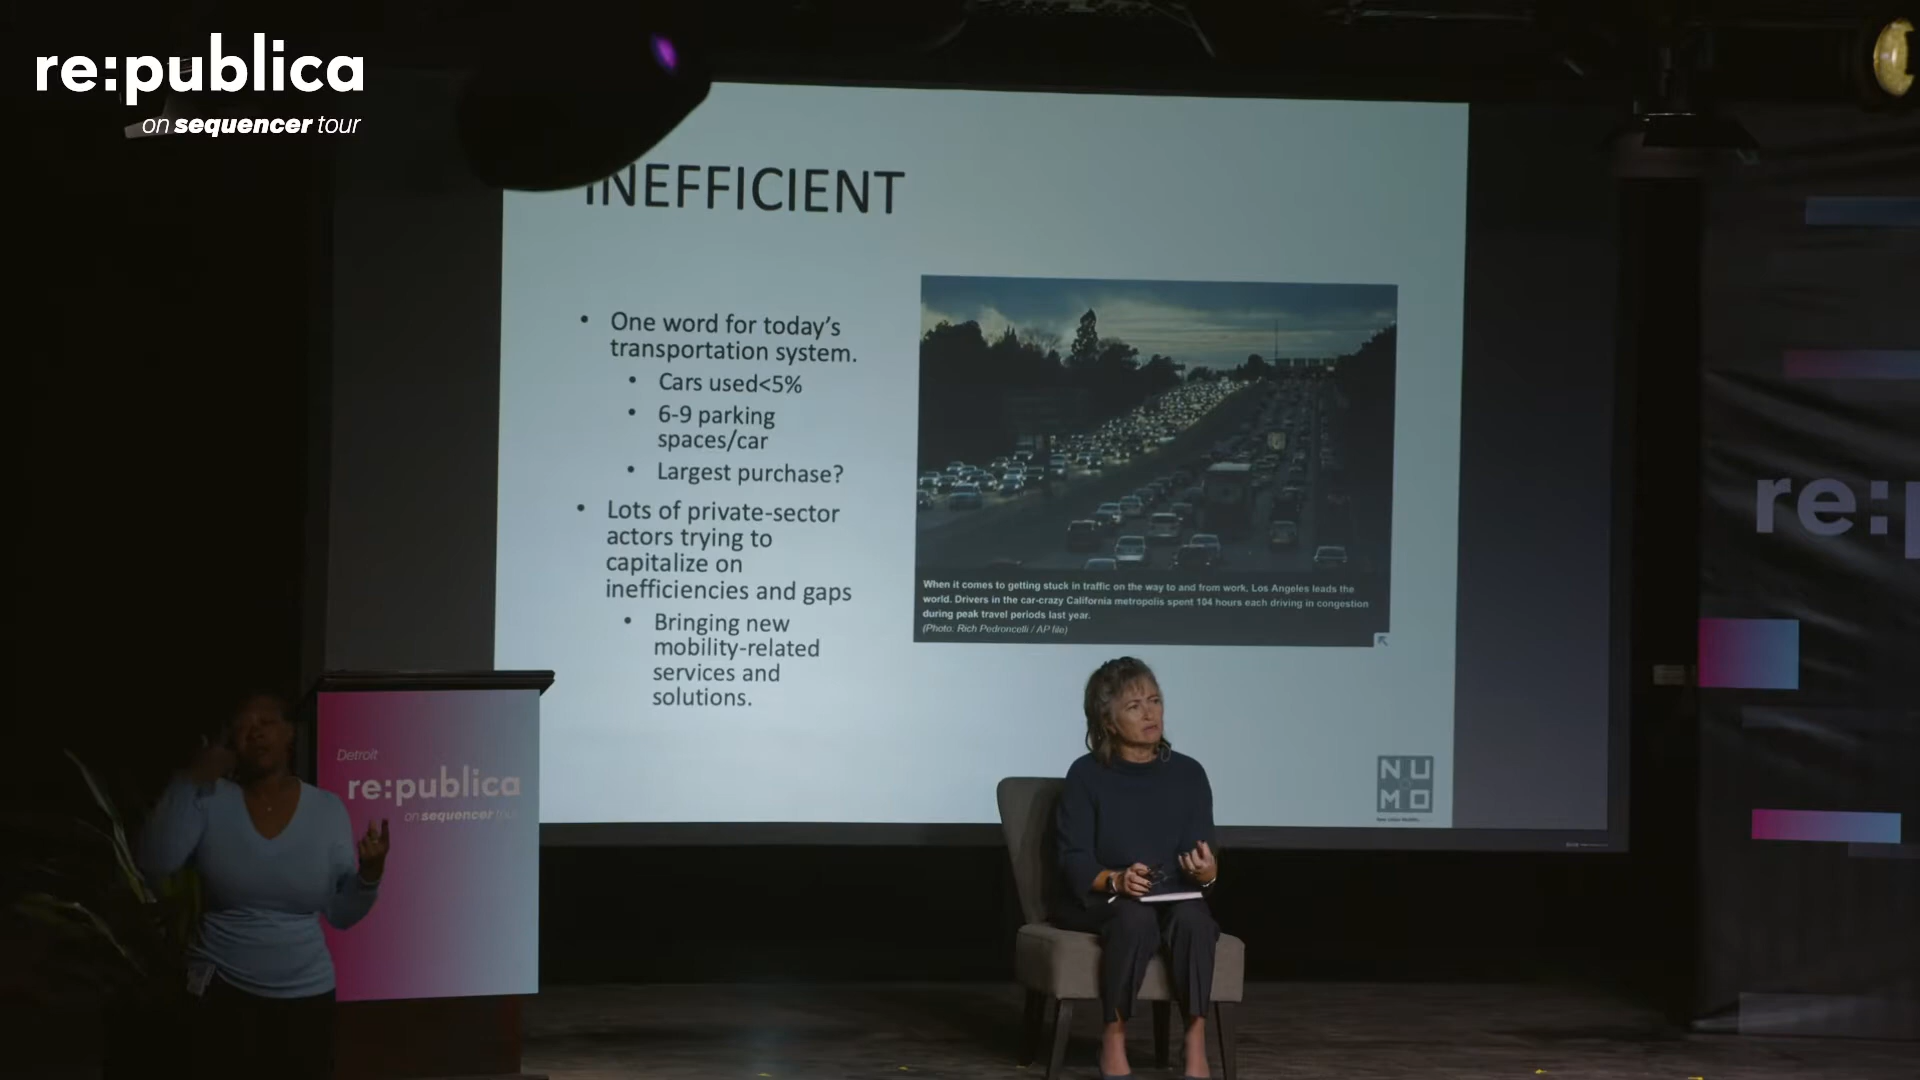 re:publica
on sequencer tour
INEFFICIENT
• One word for today's
transportation system.
• Cars used<5%
• 6-9 parking
spaces/car
• Largest purchase?
• Lots of private-sector
actors trying to
capitalize on
inefficiencies and gaps
• Bringing new
mobility-related
services and
solutions.
When it comes to getting stuck in traffic on the way to and from work, Los Angeles leads the
world. Drivers in the car-crazy California metropolis spent 104 hours each driving in congestion
during peak travel periods last year.
(Photo: Rich Pedroncelli / AP file)
NU
MO
Detroit
re:publica
on sequencer tour
re:p